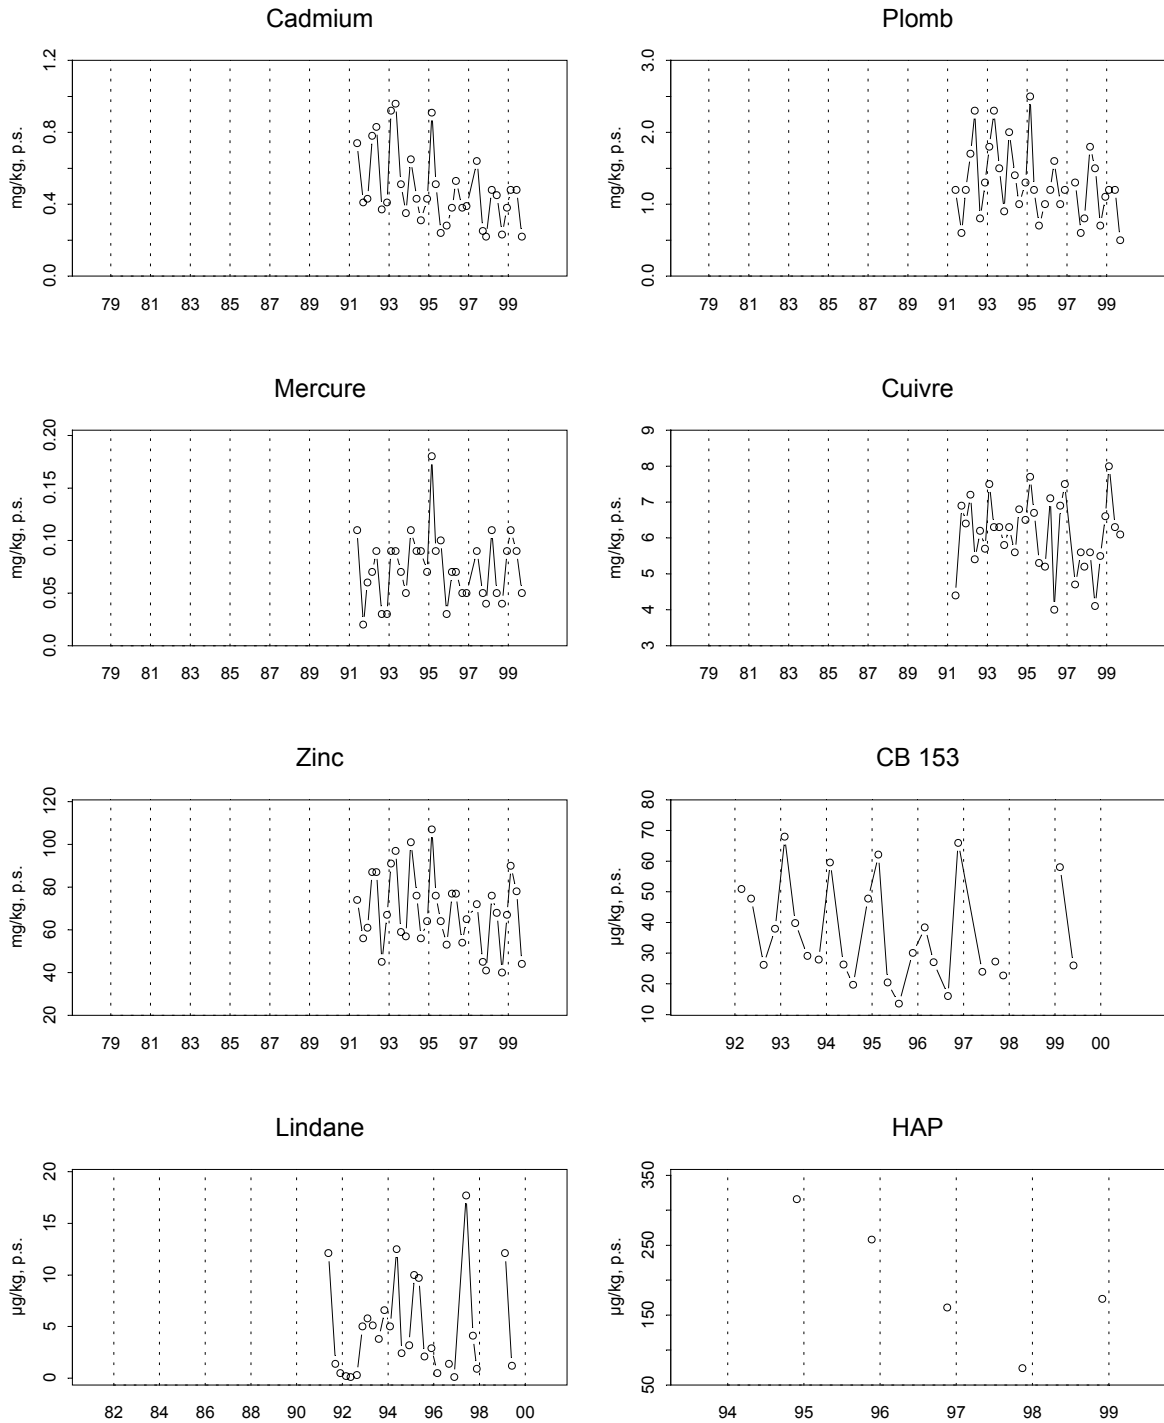 Cadmium
mg/kg, p.s.
0.0 0.4 0.8 1.2
79 81 83 85 87 89 91 93 95 97 99
Plomb
mg/kg, p.s.
0.0 1.0 2.0 3.0
79 81 83 85 87 89 91 93 95 97 99
Mercure
mg/kg, p.s.
0.0 0.05 0.10 0.15 0.20
79 81 83 85 87 89 91 93 95 97 99
Cuivre
mg/kg, p.s.
3 4 5 6 7 8 9
79 81 83 85 87 89 91 93 95 97 99
Zinc
mg/kg, p.s.
20 40 60 80 100 120
79 81 83 85 87 89 91 93 95 97 99
CB 153
µg/kg, p.s.
10 20 30 40 50 60 70 80
92 93 94 95 96 97 98 99 00
Lindane
µg/kg, p.s.
0 5 10 15 20
82 84 86 88 90 92 94 96 98 00
HAP
µg/kg, p.s.
50 150 250 350
94 95 96 97 98 99